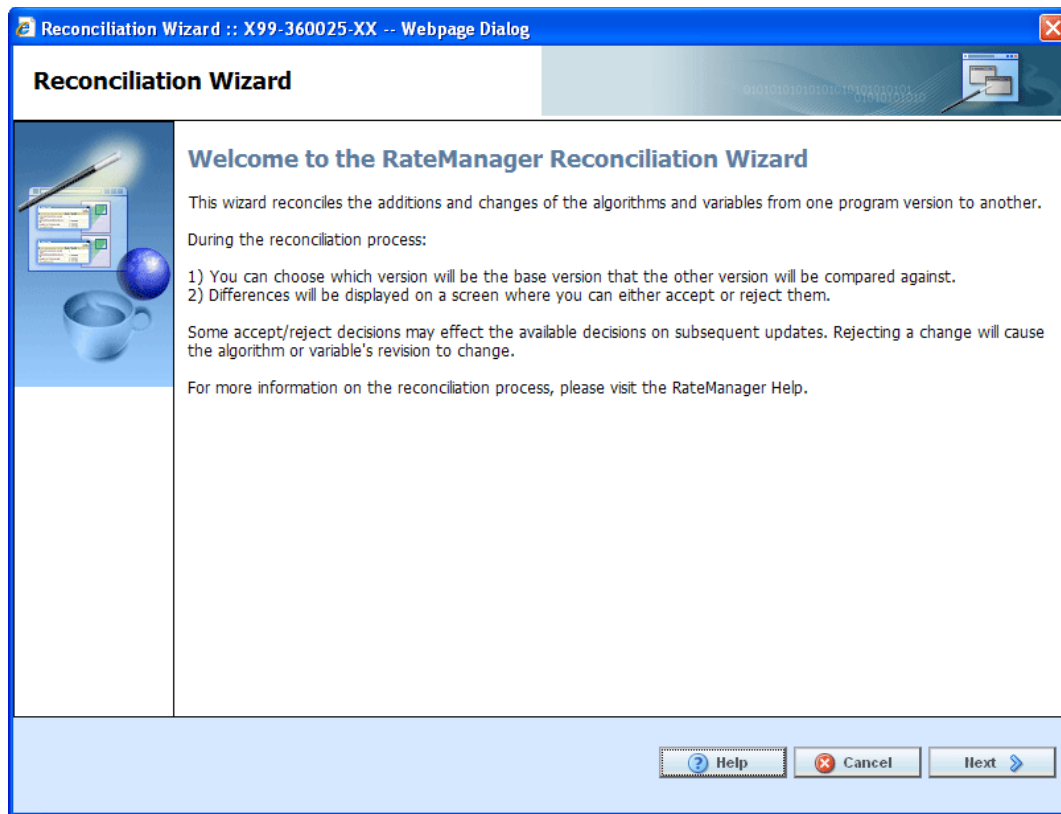 Reconciliation Wizard :: X99-360025-XX -- Webpage Dialog
Reconciliation Wizard
010101010101010101010101
01010101010
Welcome to the RateManager Reconciliation Wizard
This wizard reconciles the additions and changes of the algorithms and variables from one program version to another.
During the reconciliation process:
1) You can choose which version will be the base version that the other version will be compared against.
2) Differences will be displayed on a screen where you can either accept or reject them.
Some accept/reject decisions may effect the available decisions on subsequent updates. Rejecting a change will cause
the algorithm or variable's revision to change.
For more information on the reconciliation process, please visit the RateManager Help.
Help
Cancel
Next